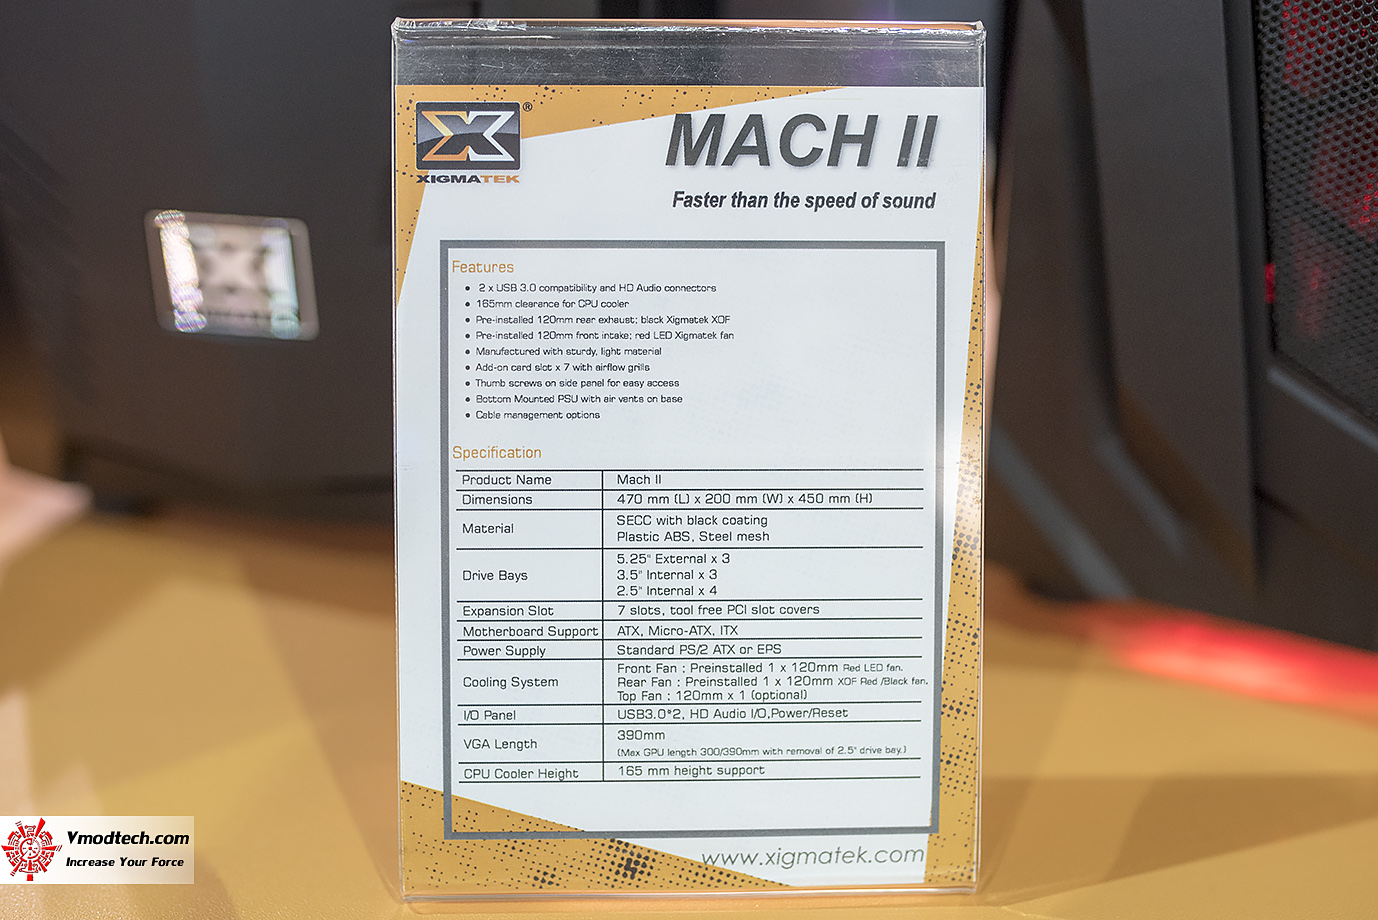 XIGMATEK®
MACH II
Faster than the speed of sound
Features
• 2 x USB 3.0 compatibility and HD Audio connectors
• 165mm clearance for CPU cooler
• Pre-installed 120mm rear exhaust; black Xigmatek XOF
• Pre-installed 120mm front intake; red LED Xigmatek fan
• Manufactured with sturdy, light material
• Add-on card slot x 7 with airflow grills
• Thumb screws on side panel for easy access
• Bottom Mounted PSU with air vents on base
• Cable management options
Specification
Product Name Mach II
Dimensions 470 mm (L) x 200 mm (W) x 450 mm (H)
Material SECC with black coating
Plastic ABS, Steel mesh
Drive Bays 5.25" External x 3
3.5" Internal x 3
2.5" Internal x 4
Expansion Slot 7 slots, tool free PCI slot covers
Motherboard Support ATX, Micro-ATX, ITX
Power Supply Standard PS/2 ATX or EPS
Cooling System Front Fan : Preinstalled 1 x 120mm Red LED fan.
Rear Fan : Preinstalled 1 x 120mm XOF Red /Black fan.
Top Fan : 120mm x 1 (optional)
I/O Panel USB3.0*2, HD Audio I/O,Power/Reset
VGA Length 390mm
(Max GPU length 300/390mm with removal of 2.5" drive bay.)
CPU Cooler Height 165 mm height support
www.xigmatek.com
Vmodtech.com
Increase Your Force